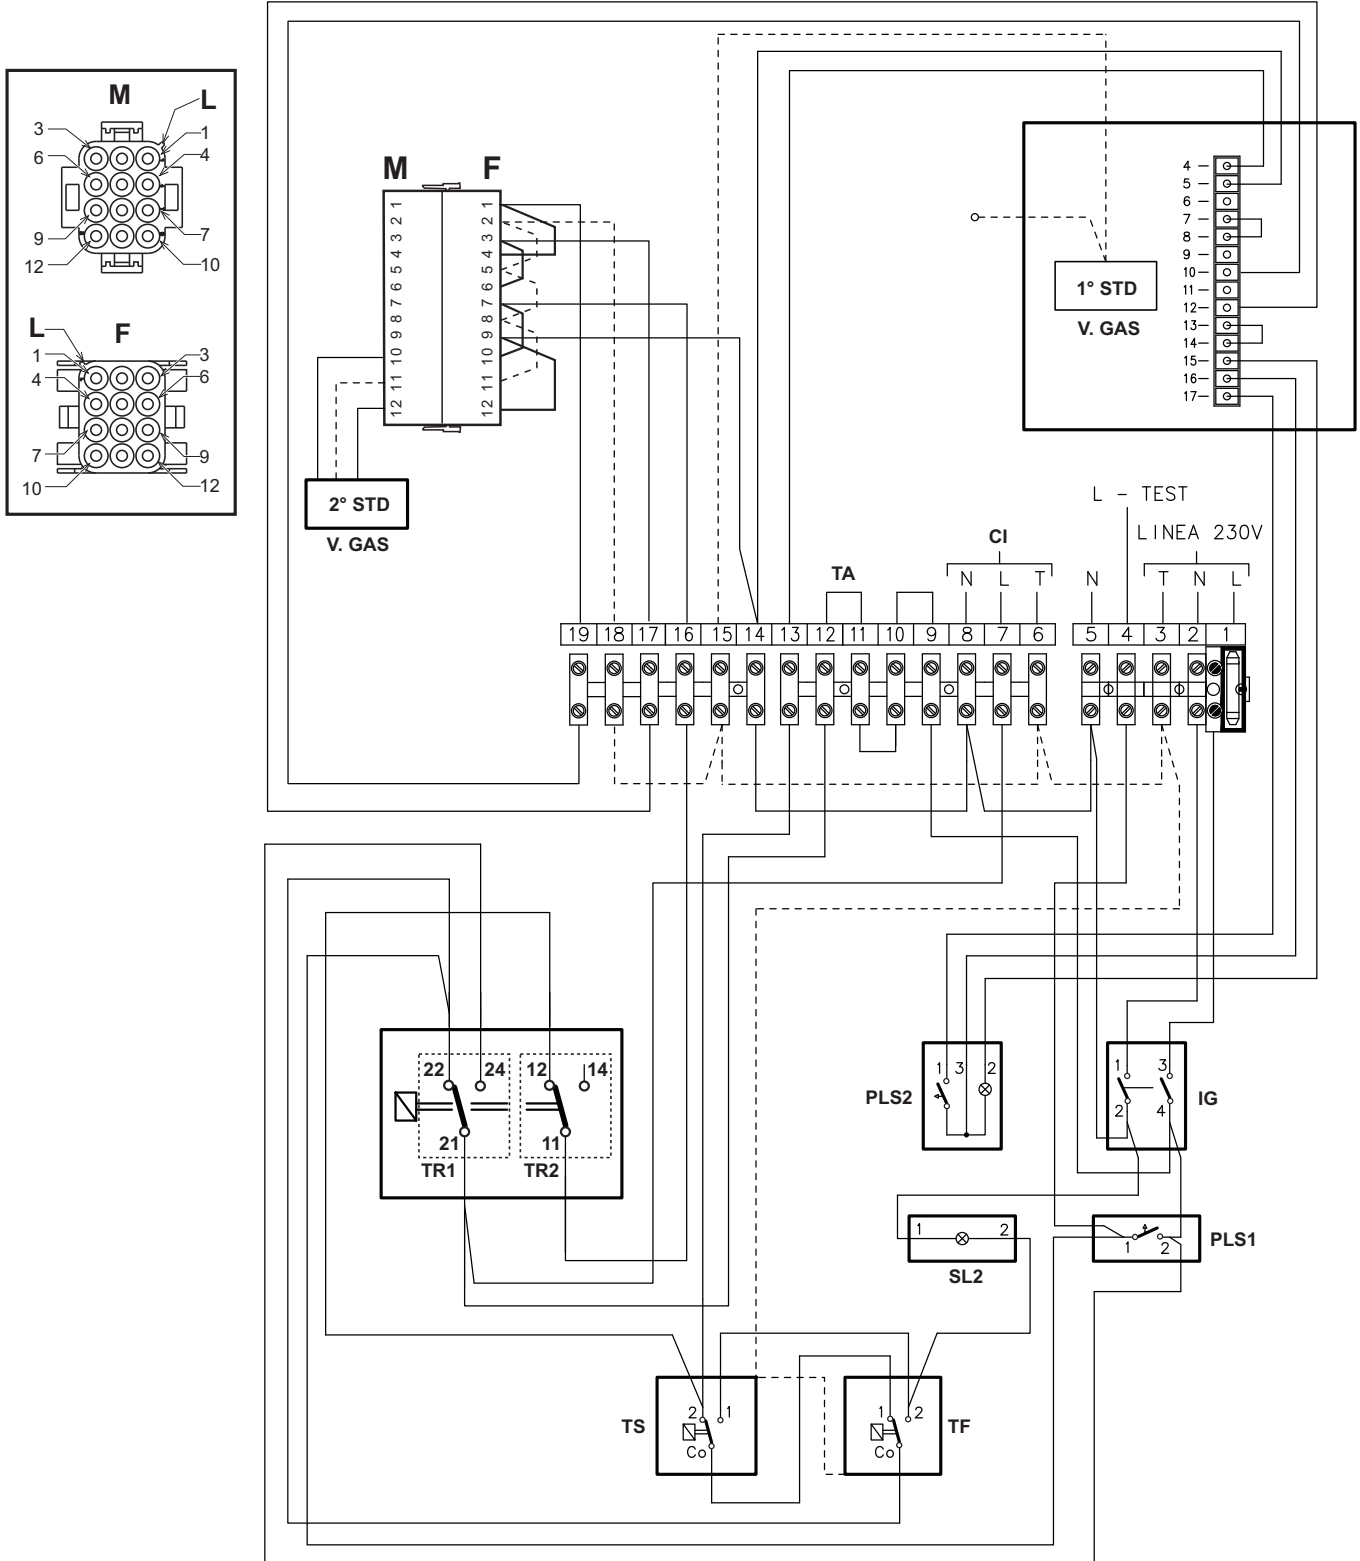 M
L
3
1
6
4
9
7
12
10
L
F
1
3
4
6
7
9
10
12
M F
1 1
2 2
3 3
4 4
5 5
6 6
7 7
8 8
9 9
10 10
11 11
12 12
2° STD
V. GAS
4
5
6
7
8
9
10
11
12
13
14
15
16
17
1° STD
V. GAS
L - TEST
LINEA 230V
CI
TA
N L T N T N L
19 18 17 16 15 14 13 12 11 10 9 8 7 6 5 4 3 2 1
22 24 12 14
21 11
TR1 TR2
1 3 2
PLS2
1 3
2 4
IG
1 2
SL2
1 2
PLS1
2 1
Co
TS
1 2
Co
TF